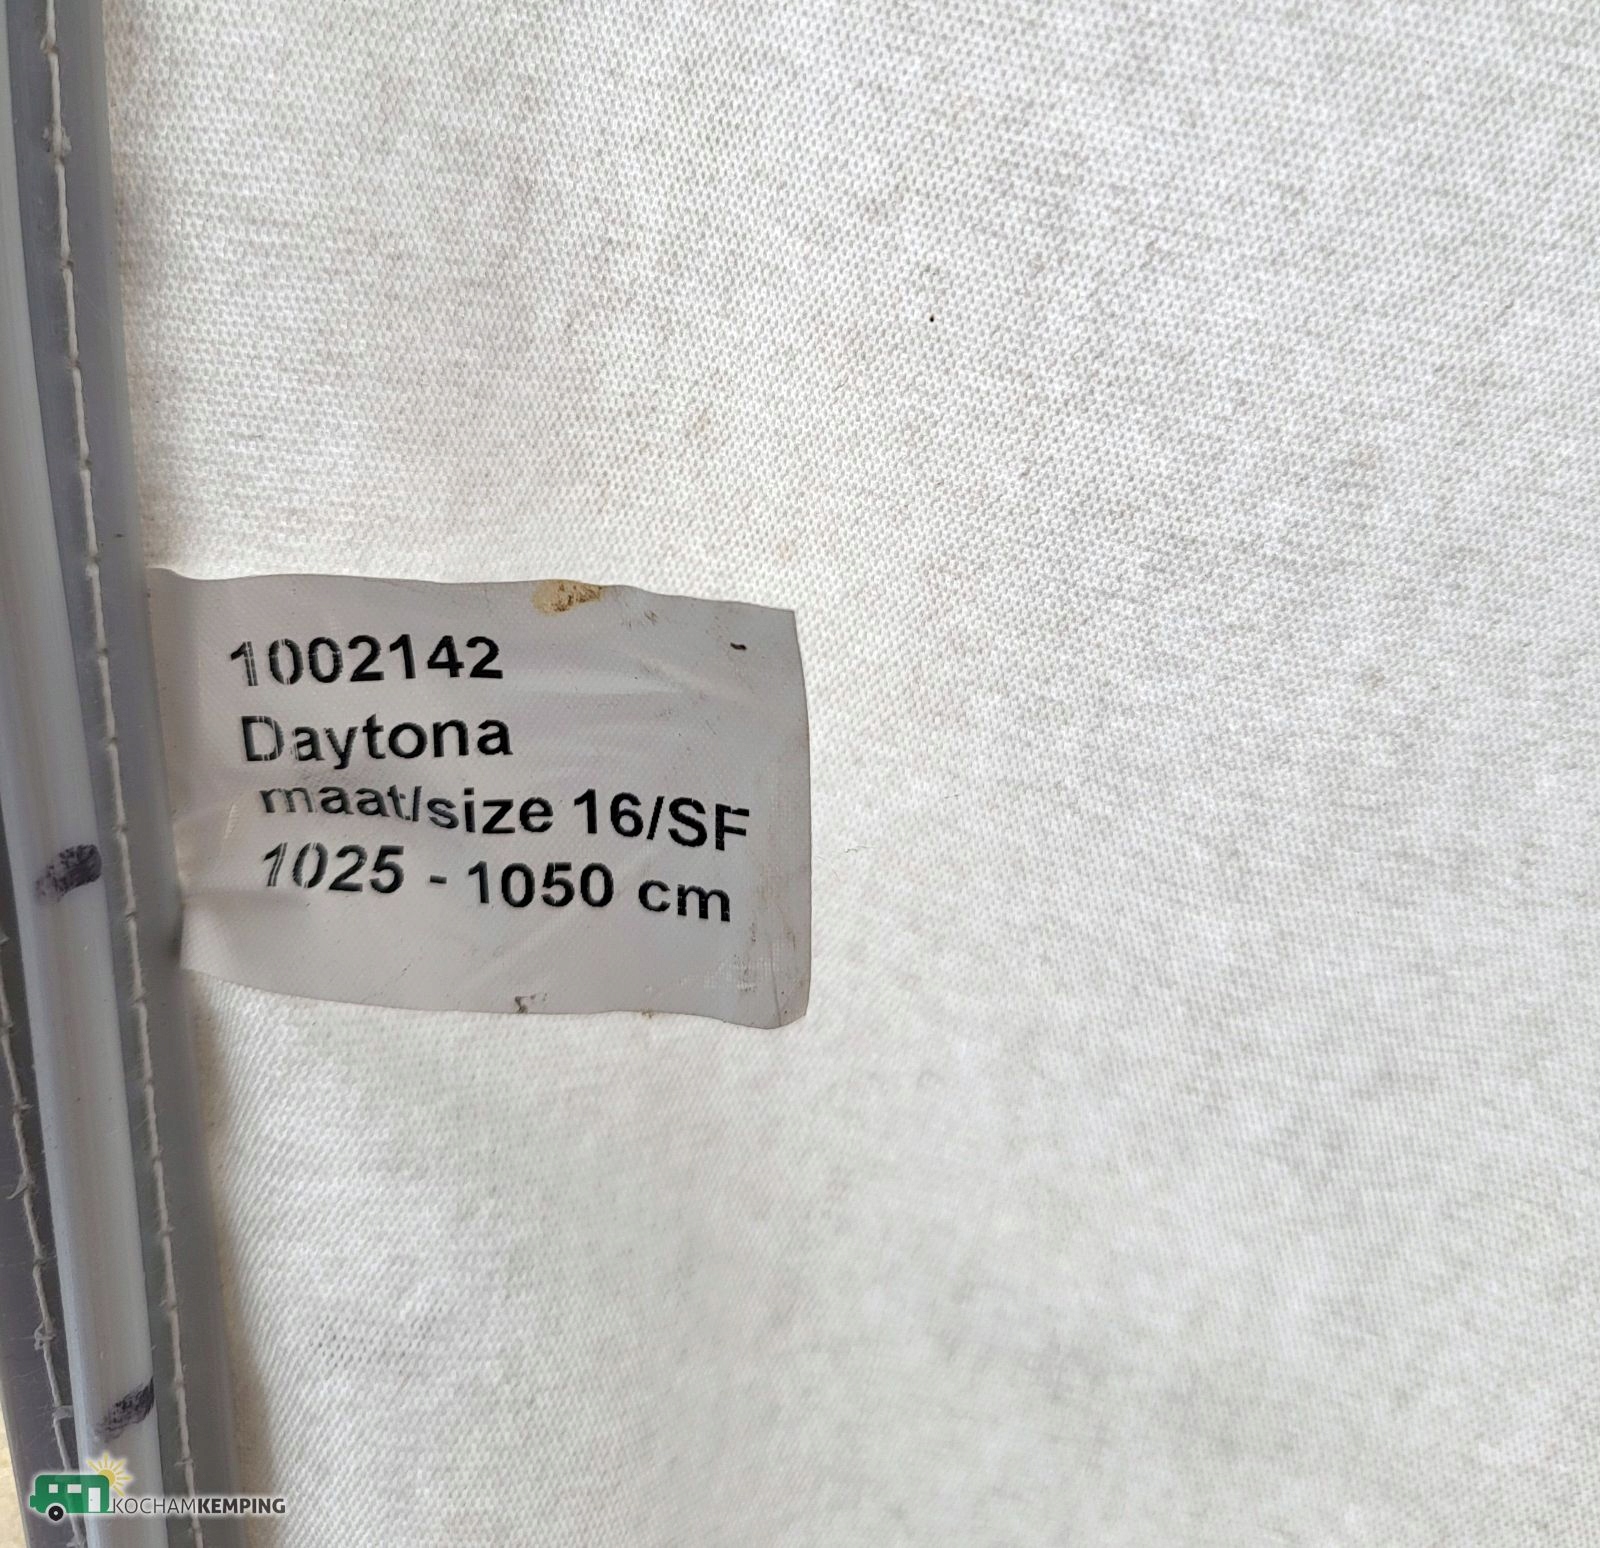 1002142
Daytona
maat/size 16/SF
1025 - 1050 cm
KOCHAMKEMPING